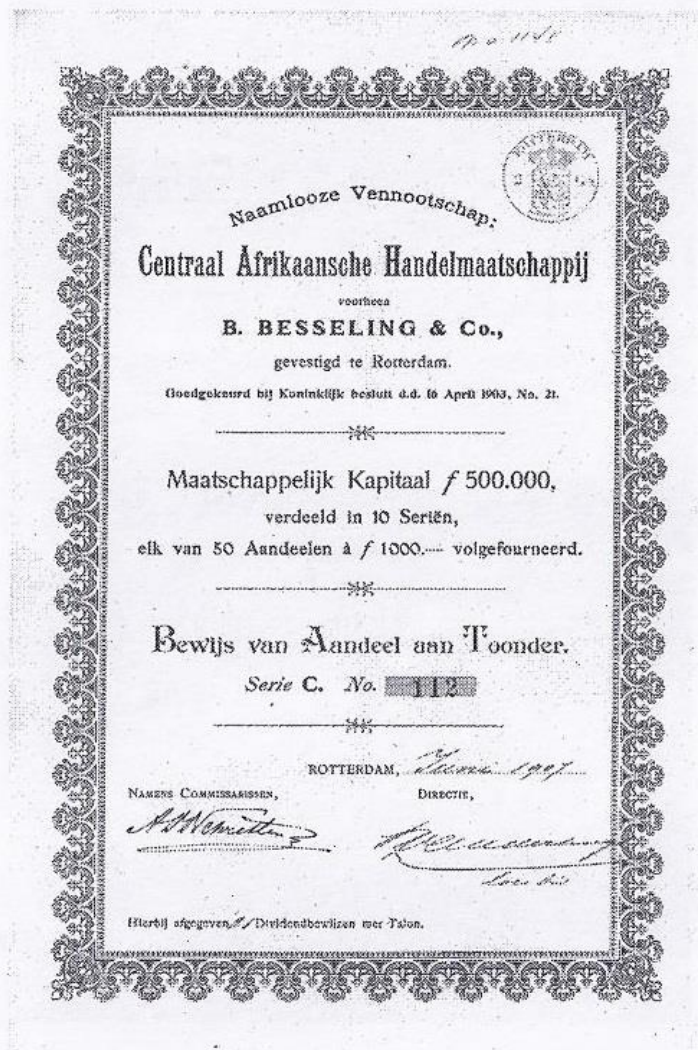 Naamlooze Vennootschap:
Centraal Afrikaansche Handelmaatschappij
voorheen
B. BESSELING & Co.,
gevestigd te Rotterdam.
Goedgekeurd bij Koninklijk besluit d.d. 16 April 1903, No. 21.
Maatschappelijk Kapitaal ƒ 500.000,
verdeeld in 10 Seriën,
elk van 50 Aandeelen à ƒ 1000.— volgefourneerd.
Bewijs van Aandeel aan Toonder.
Serie C. No. 112
ROTTERDAM, Juni 1907
NAMENS COMMISSARISSEN,
DIRECTIE,
Hierbij afgegeven Dividendbewijzen met Talon.